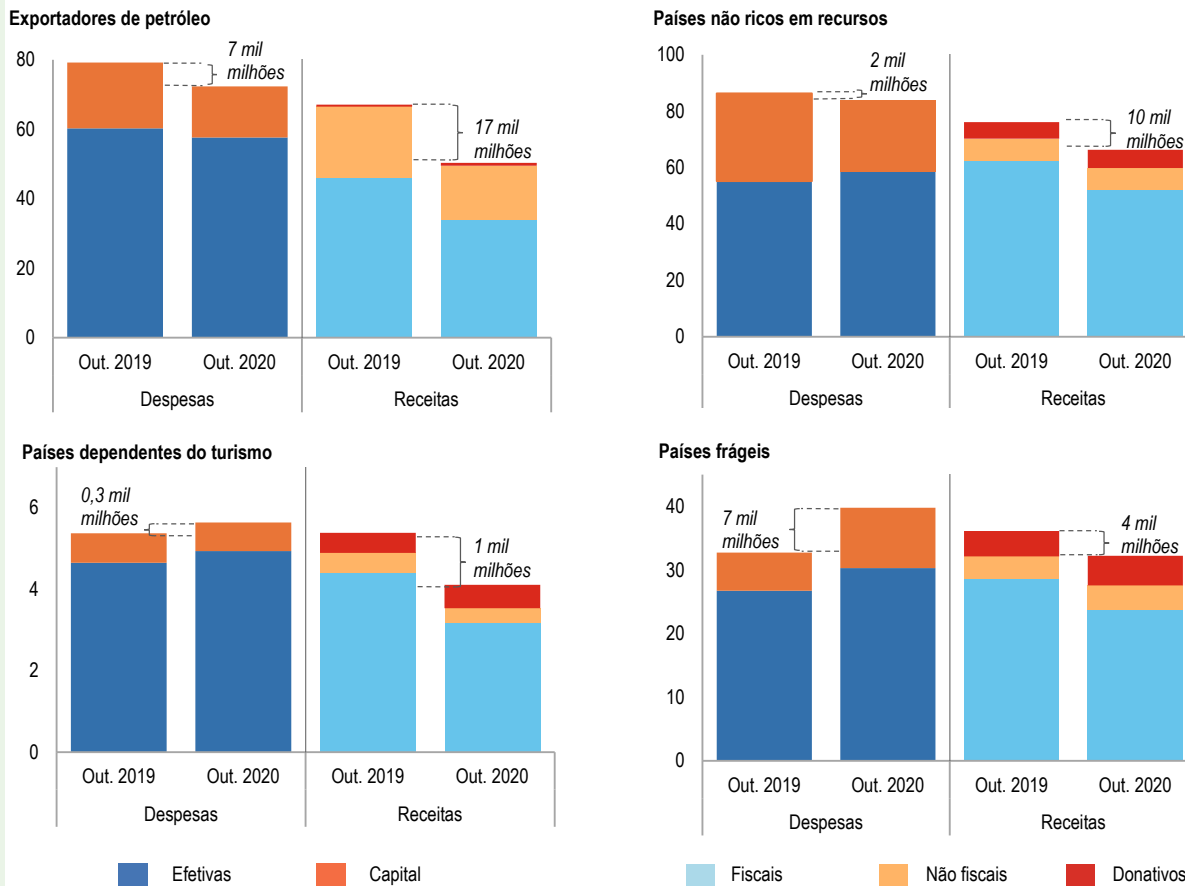 Exportadores de petróleo
80
60
40
20
0
7 mil
milhões
17 mil
milhões
Out. 2019
Out. 2020
Out. 2019
Out. 2020
Despesas
Receitas
Países não ricos em recursos
100
80
60
40
20
0
2 mil
milhões
10 mil
milhões
Out. 2019
Out. 2020
Out. 2019
Out. 2020
Despesas
Receitas
Países dependentes do turismo
6
4
2
0
0,3 mil
milhões
1 mil
milhões
Out. 2019
Out. 2020
Out. 2019
Out. 2020
Despesas
Receitas
Países frágeis
40
30
20
10
0
7 mil
milhões
4 mil
milhões
Out. 2019
Out. 2020
Out. 2019
Out. 2020
Despesas
Receitas
Efetivas
Capital
Fiscais
Não fiscais
Donativos